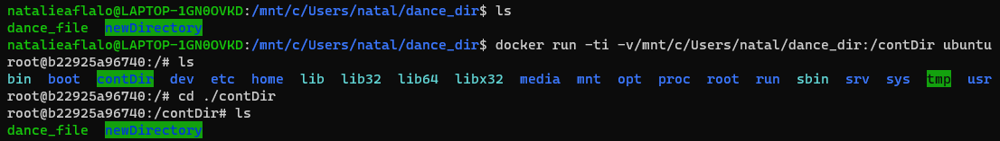 natalieaflalo@LAPTOP-1GN0OVKD:/mnt/c/Users/natal/dance_dir$ ls
dance_file  newDirectory
natalieaflalo@LAPTOP-1GN0OVKD:/mnt/c/Users/natal/dance_dir$ docker run -ti -v/mnt/c/Users/natal/dance_dir:/contDir ubuntu
root@b22925a96740:/# ls
bin  boot  contDir  dev  etc  home  lib  lib32  lib64  libx32  media  mnt  opt  proc  root  run  sbin  srv  sys  tmp  usr
root@b22925a96740:/# cd ./contDir
root@b22925a96740:/contDir# ls
dance_file  newDirectory